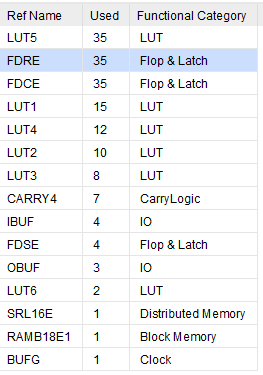 Ref Name Used Functional Category
LUT5 35 LUT
FDRE 35 Flop & Latch
FDCE 35 Flop & Latch
LUT1 15 LUT
LUT4 12 LUT
LUT2 10 LUT
LUT3 8 LUT
CARRY4 7 CarryLogic
IBUF 4 IO
FDSE 4 Flop & Latch
OBUF 3 IO
LUT6 2 LUT
SRL16E 1 Distributed Memory
RAMB18E1 1 Block Memory
BUFG 1 Clock